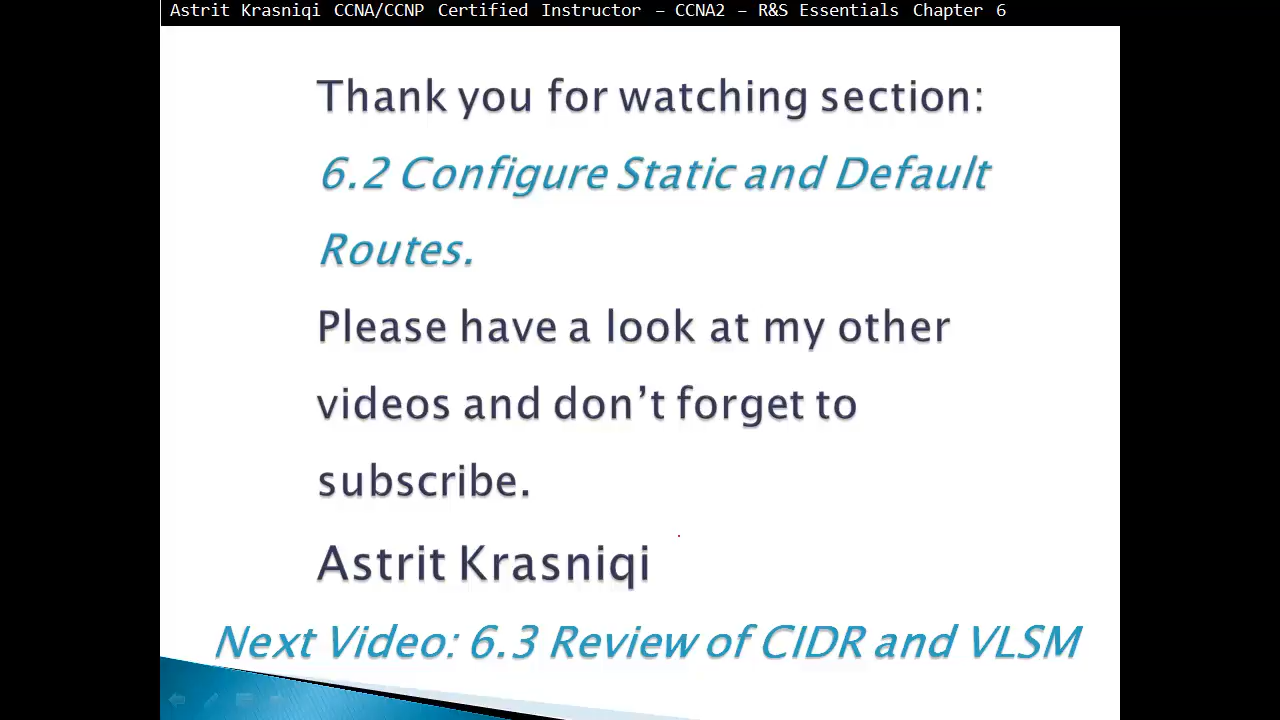 Astrit Krasniqi CCNA/CCNP Certified Instructor – CCNA2 – R&S Essentials Chapter 6
Thank you for watching section:
6.2 Configure Static and Default
Routes.
Please have a look at my other
videos and don’t forget to
subscribe.
Astrit Krasniqi
Next Video: 6.3 Review of CIDR and VLSM